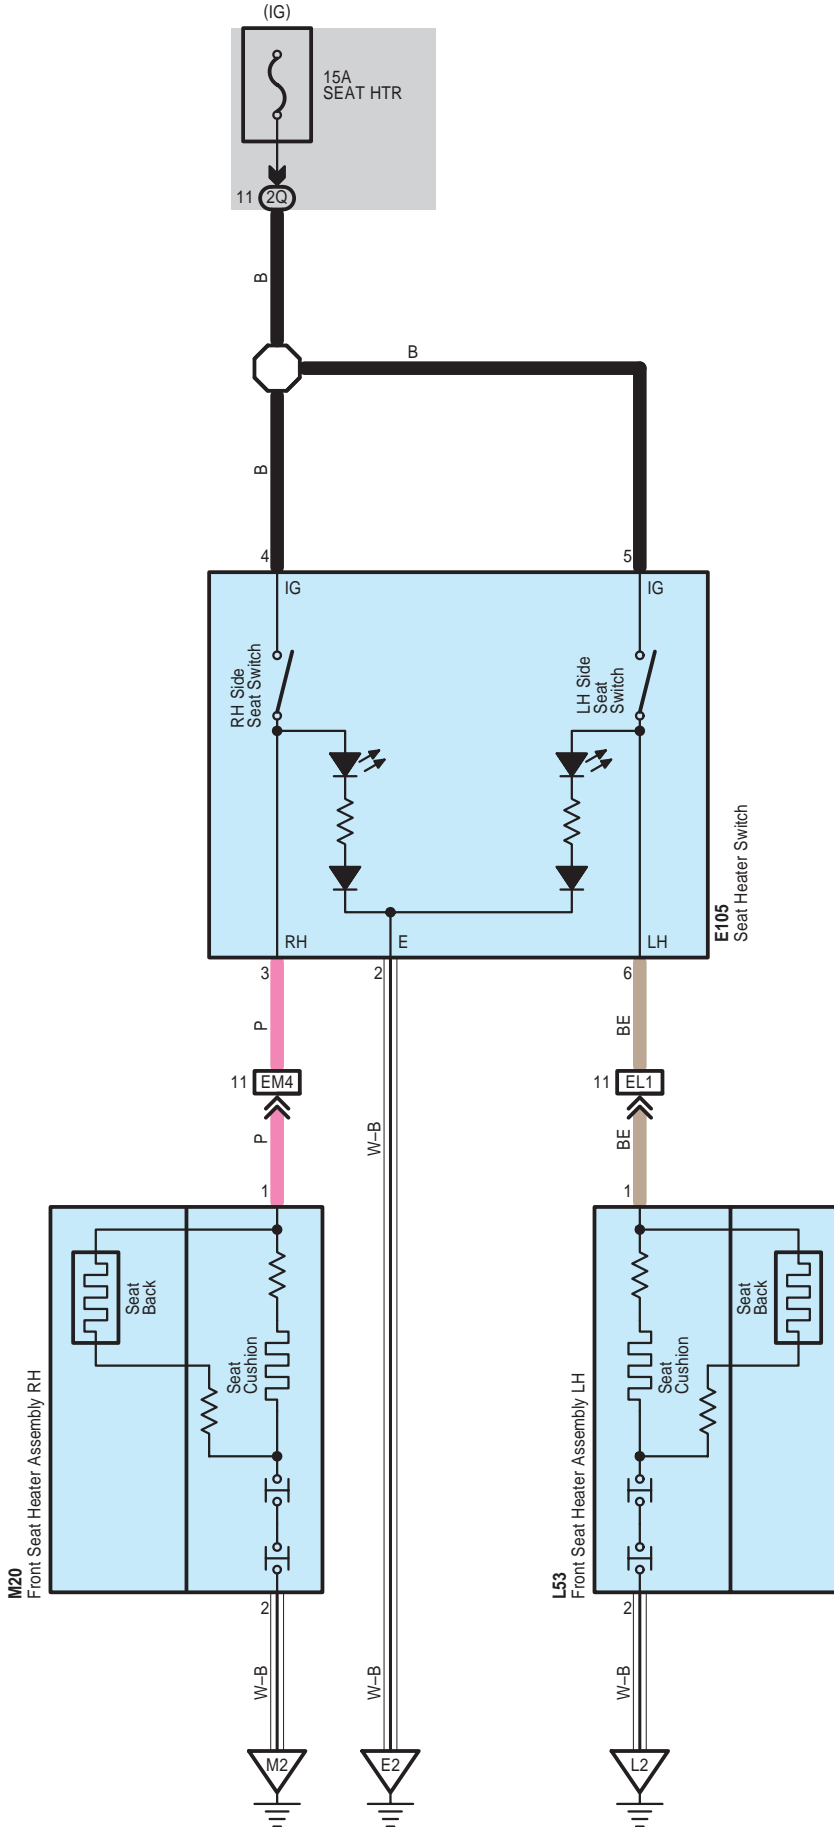 (IG)
15A
SEAT HTR
11
2Q
B
B
B
4
5
IG
IG
RH Side
Seat Switch
LH Side
Seat
Switch
E105
Seat Heater Switch
RH
E
LH
3
2
6
P
BE
11
EM4
11
EL1
P
W–B
BE
1
1
Seat
Back
Seat
Cushion
Seat
Cushion
Seat
Back
M20
Front Seat Heater Assembly RH
L53
Front Seat Heater Assembly LH
2
2
W–B
W–B
W–B
M2
E2
L2